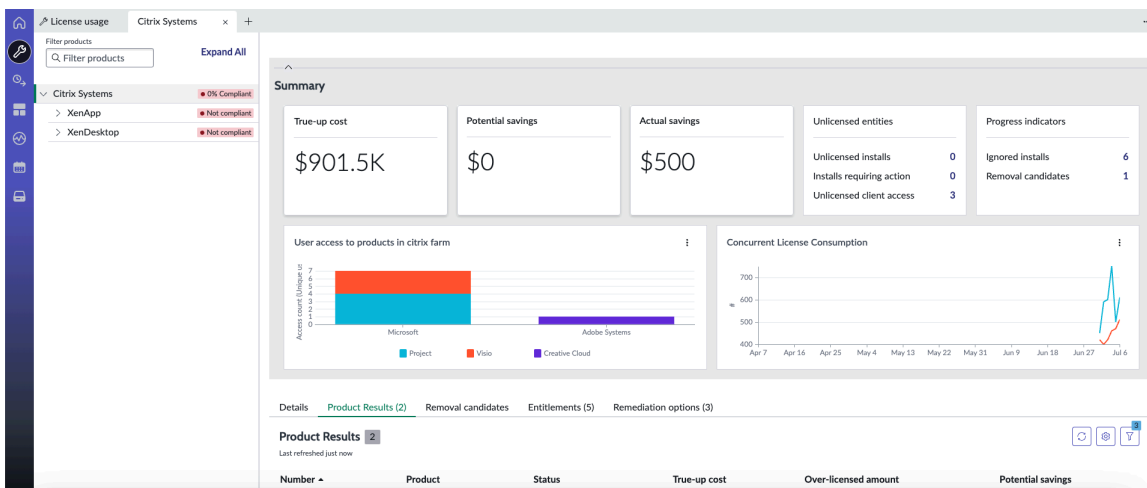 License usage
Citrix Systems × +
Filter products
Filter products
Expand All
Citrix Systems
● 0% Compliant
XenApp
● Not compliant
XenDesktop
● Not compliant
Summary
True-up cost
$901.5K
Potential savings
$0
Actual savings
$500
Unlicensed entities
Unlicensed installs 0
Installs requiring action 0
Unlicensed client access 3
Progress indicators
Ignored installs 6
Removal candidates 1
User access to products in citrix farm
Access count (Unique u:
7
6
5
4
3
2
1
0
Microsoft Adobe Systems
Project Visio Creative Cloud
Concurrent License Consumption
#
700
600
500
400
Apr 7 Apr 16 Apr 25 May 4 May 13 May 22 May 31 Jun 9 Jun 18 Jun 27 Jul 6
Details Product Results (2) Removal candidates Entitlements (5) Remediation options (3)
Product Results 2
Last refreshed just now
3
Number Product Status True-up cost Over-licensed amount Potential savings